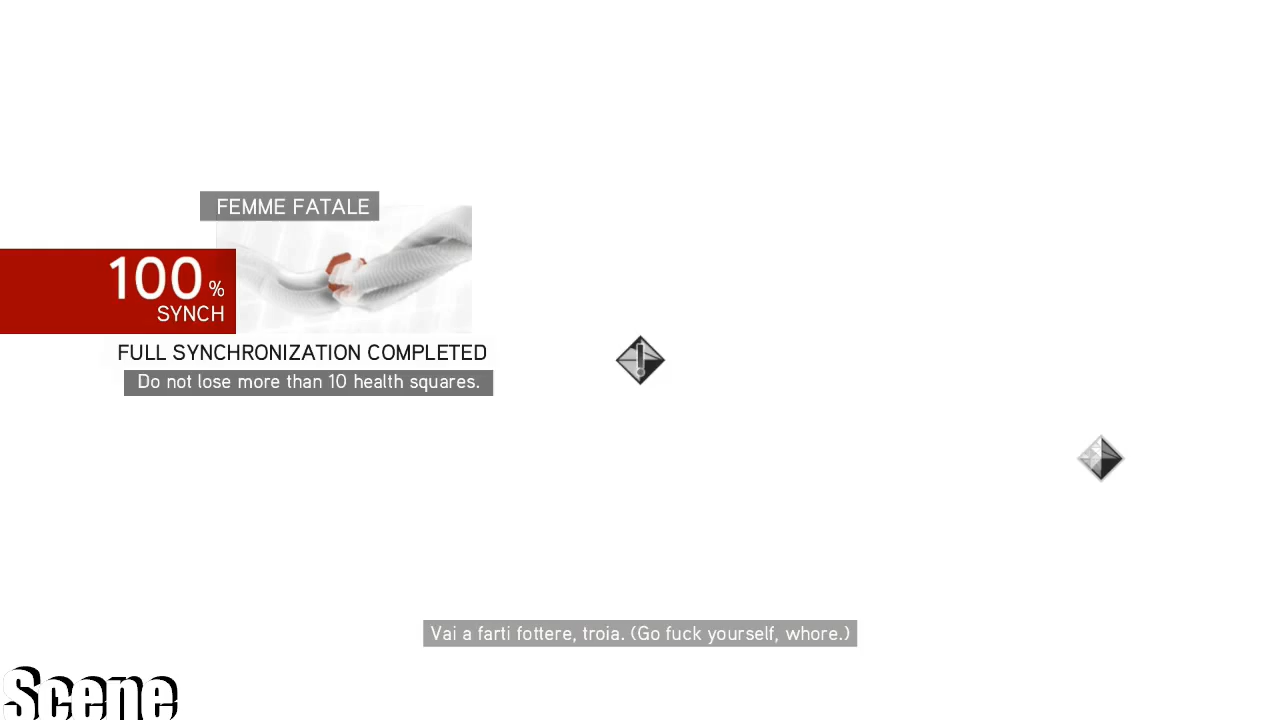 FEMME FATALE
100 %
SYNCH
FULL SYNCHRONIZATION COMPLETED
Do not lose more than 10 health squares.
Vai a farti fottere, troia. (Go fuck yourself, whore.)
Scene